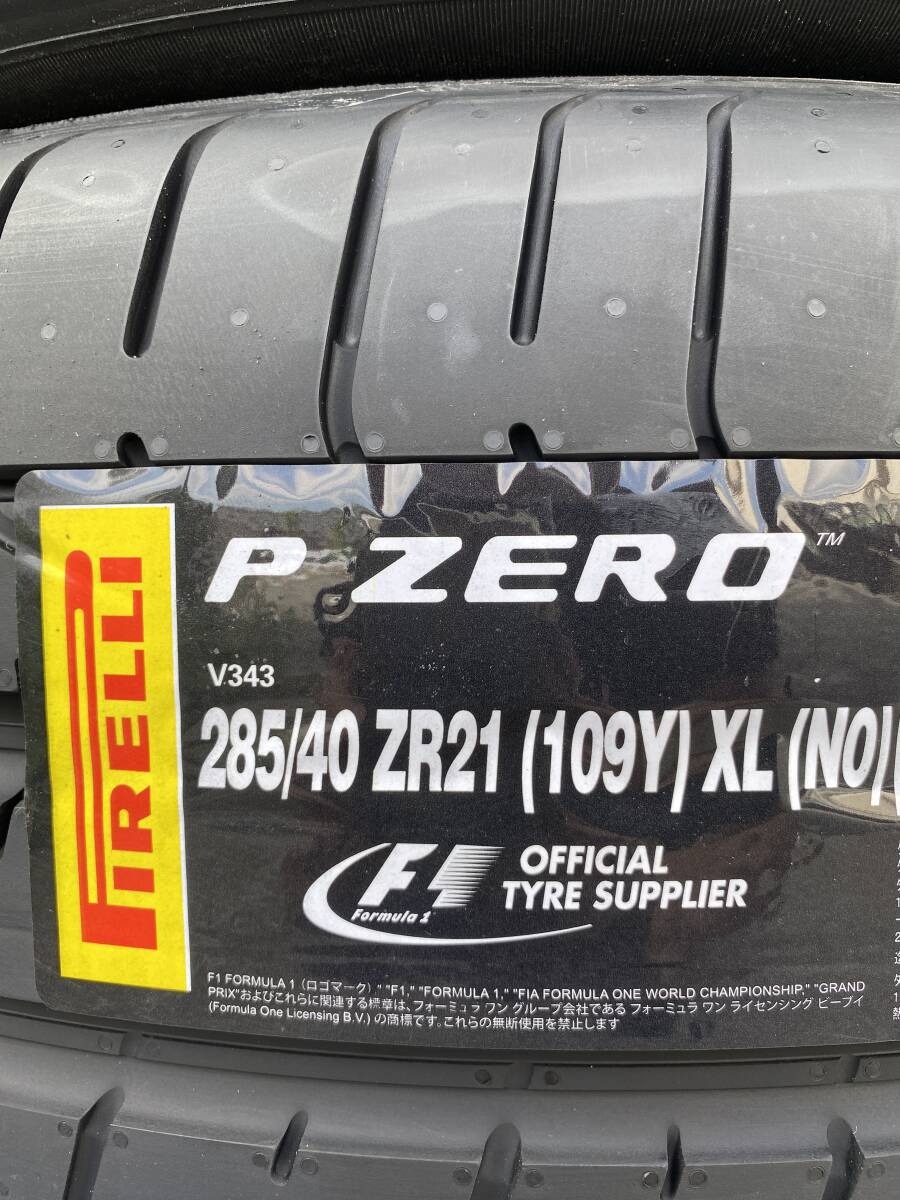 PIRELLI
P ZERO™
V343
285/40 ZR21 (109Y) XL (N0)
F1
Formula 1
OFFICIAL
TYRE SUPPLIER
F1 FORMULA 1（ロゴマーク）," "F1," "FORMULA 1," "FIA FORMULA ONE WORLD CHAMPIONSHIP," "GRAND
PRIX"およびこれらに関連する標章は、フォーミュラ ワン グループ会社である フォーミュラ ワン ライセンシング ビーブイ
(Formula One Licensing B.V.) の商標です。これらの無断使用を禁止します